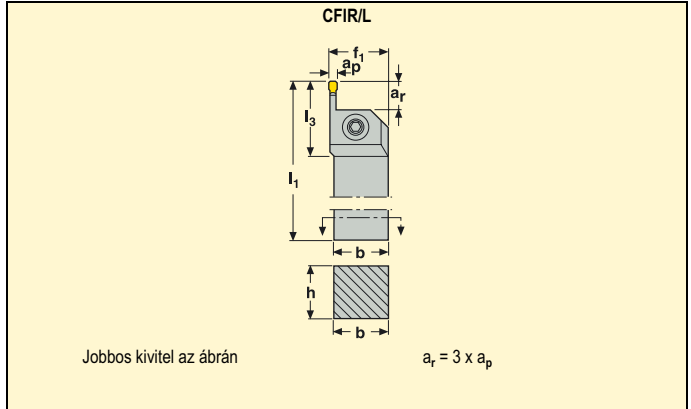 CFIR/L
f1
ap
ar
l3
l1
b
h
b
Jobbos kivitel az ábrán
ar = 3 x ap